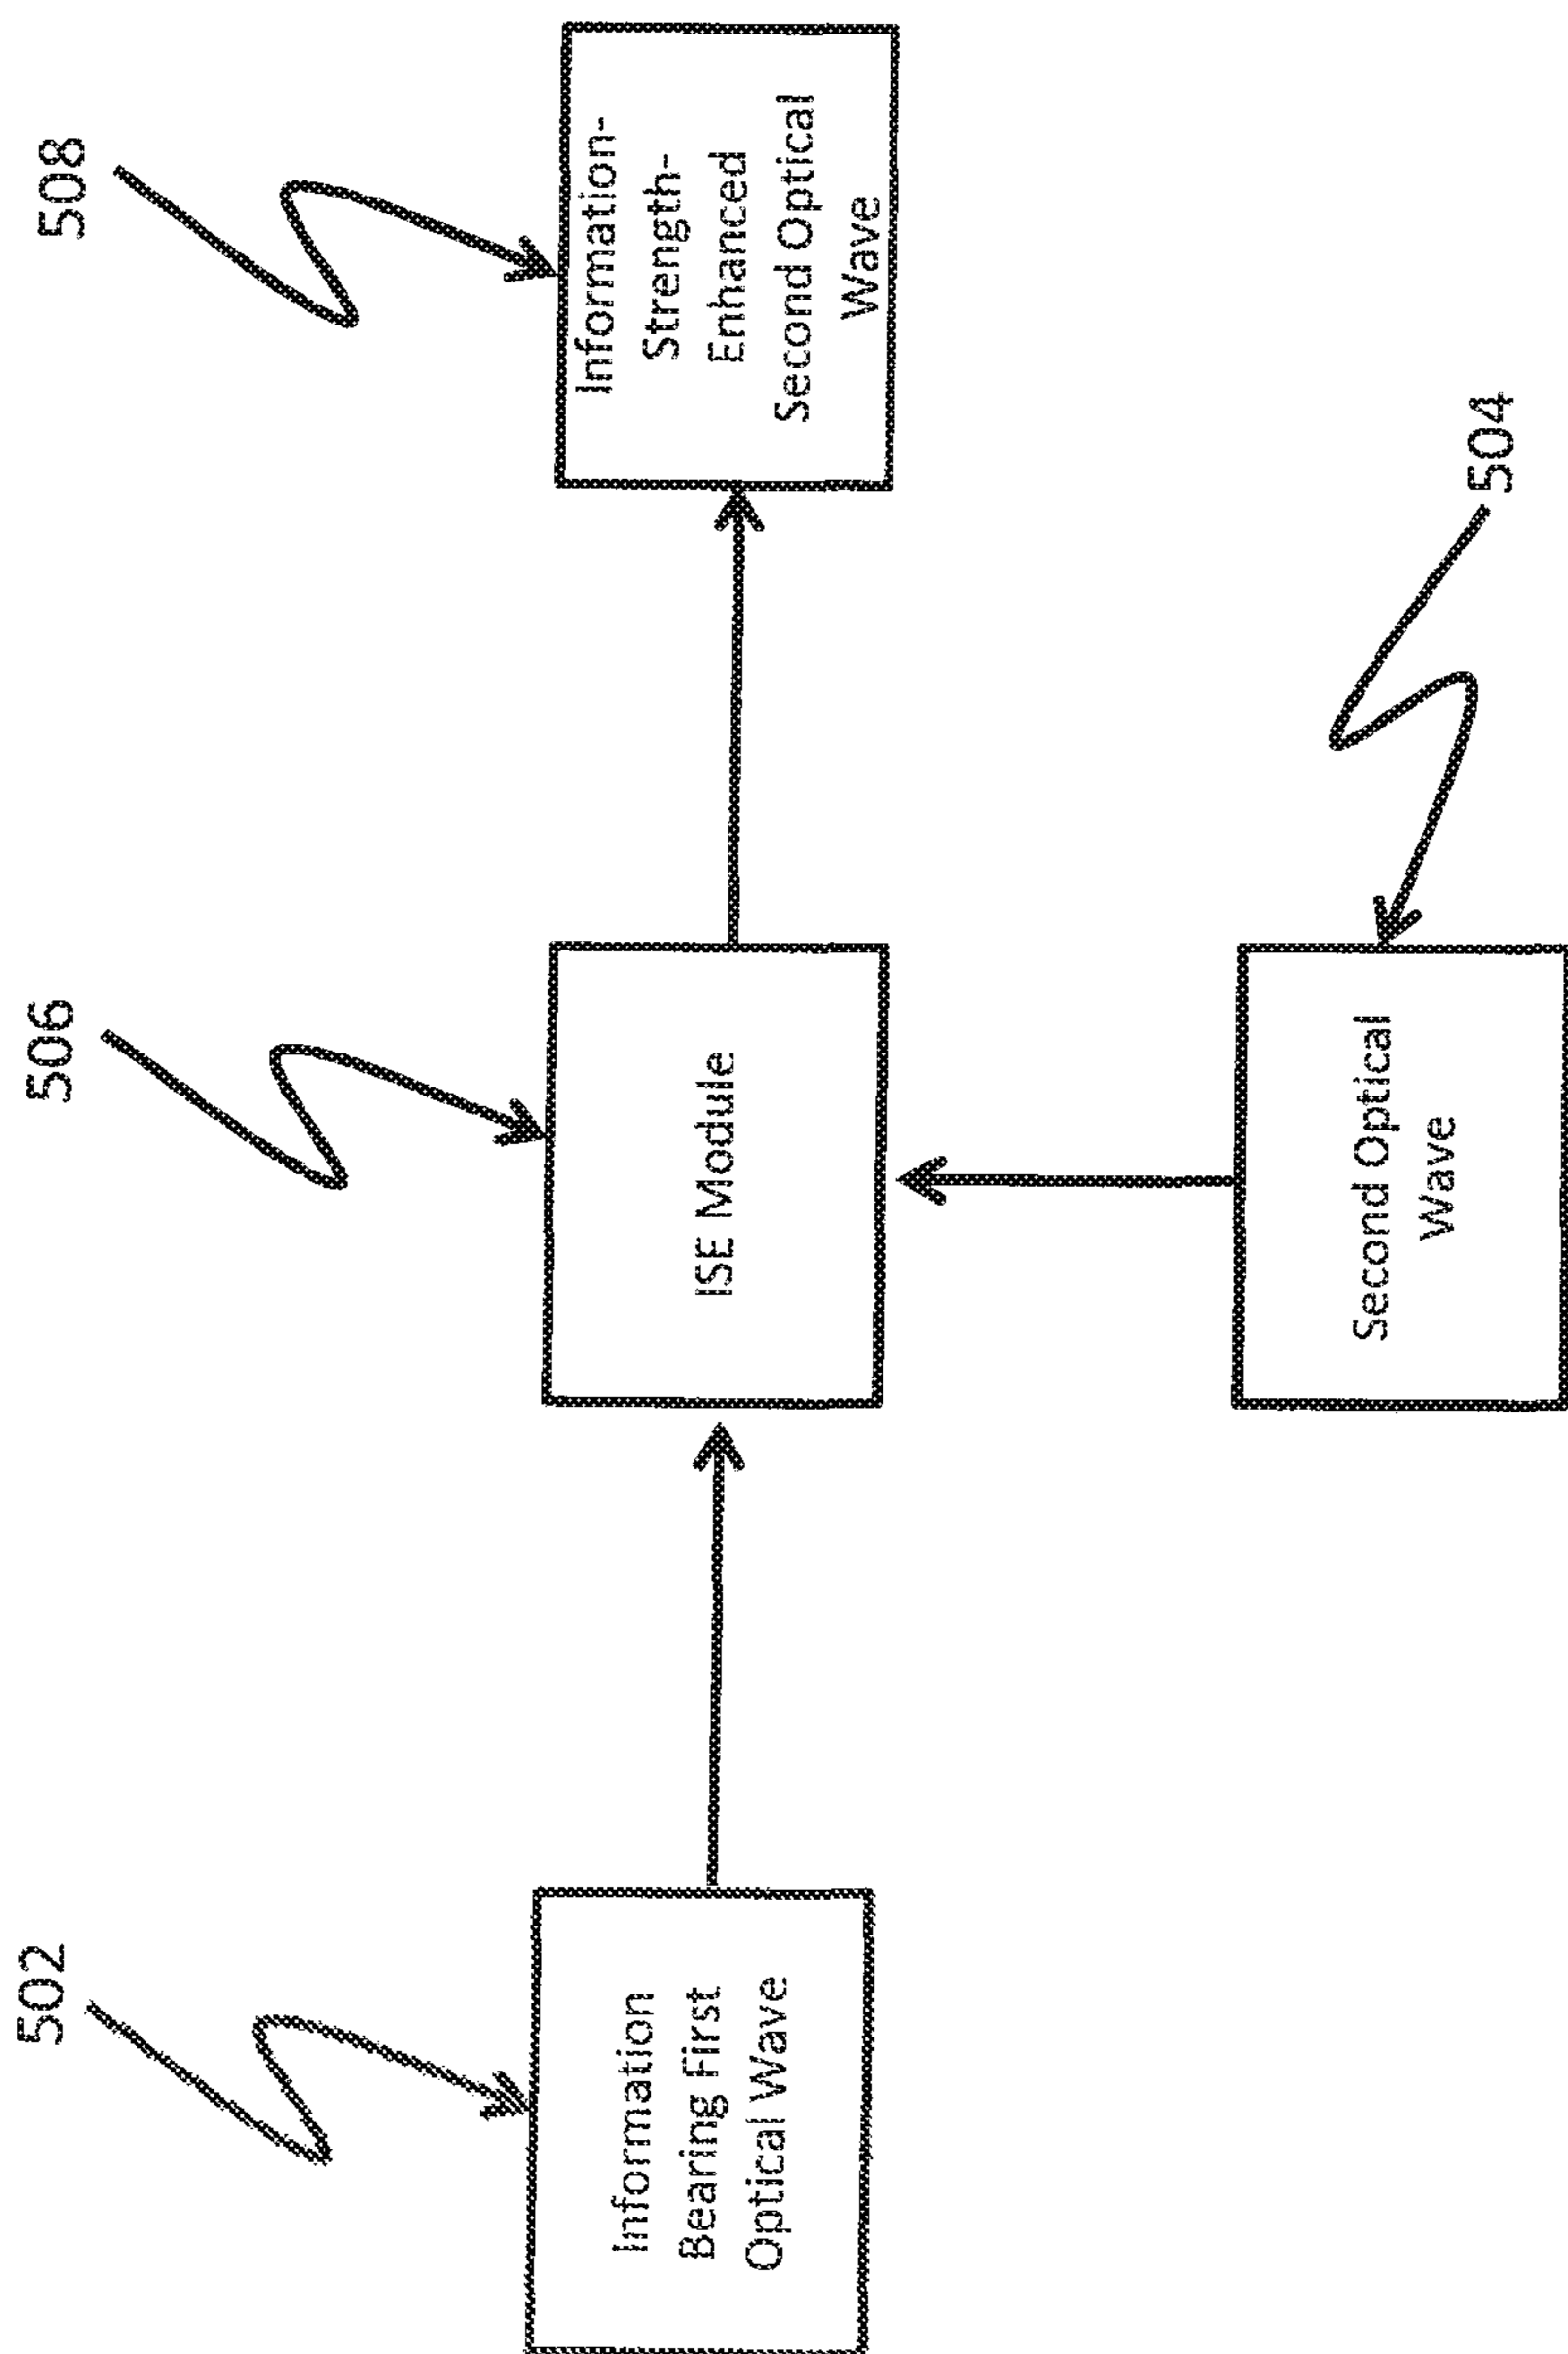 502
Information
Bearing First
Optical Wave
506
ISE Module
508
Information-
Strength-
Enhanced
Second Optical
Wave
504
Second Optical
Wave